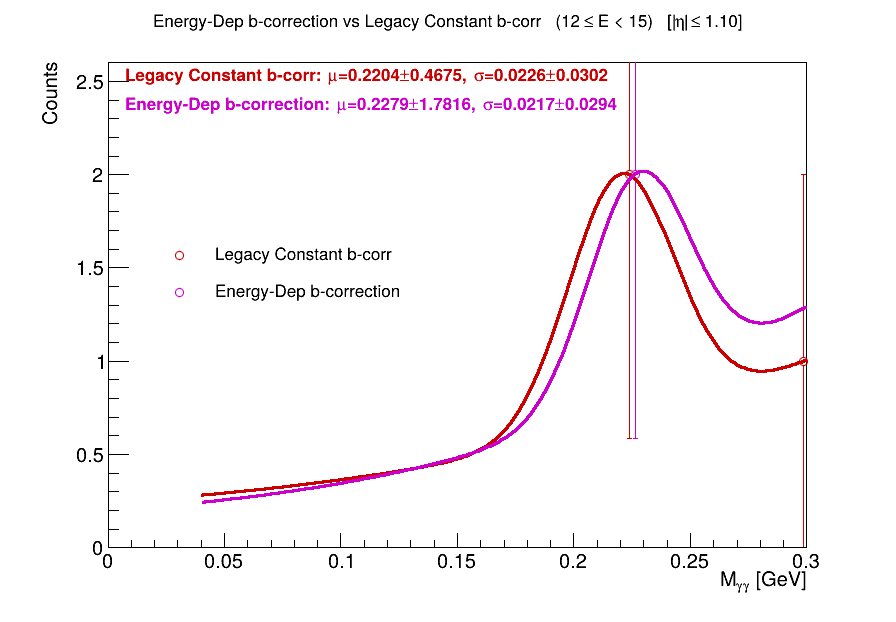 Energy-Dep b-correction vs Legacy Constant b-corr (12 ≤ E < 15) [|η| ≤ 1.10]
Counts
Legacy Constant b-corr: μ=0.2204±0.4675, σ=0.0226±0.0302
Energy-Dep b-correction: μ=0.2279±1.7816, σ=0.0217±0.0294
2.5
2
1.5
1
0.5
0
Legacy Constant b-corr
Energy-Dep b-correction
0 0.05 0.1 0.15 0.2 0.25 0.3
Mγγ [GeV]